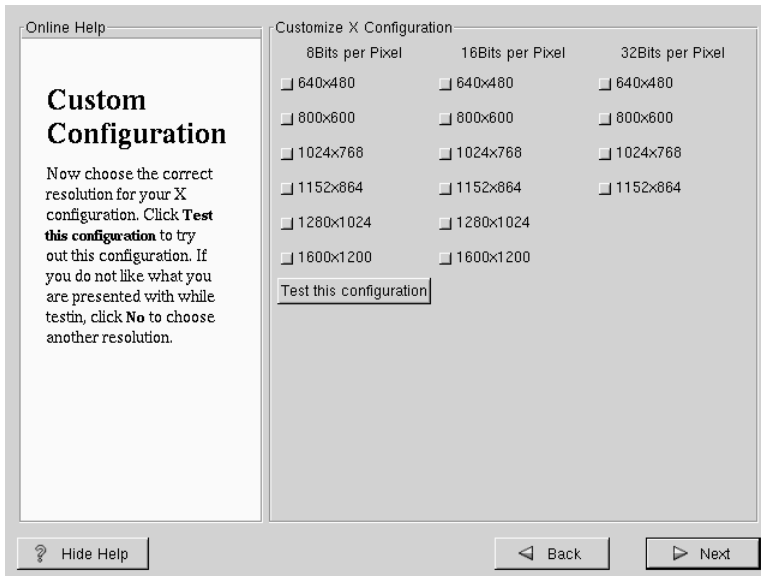 Online Help
Custom
Configuration
Now choose the correct
resolution for your X
configuration. Click Test
this configuration to try
out this configuration. If
you do not like what you
are presented with while
testin, click No to choose
another resolution.
Customize X Configuration
8Bits per Pixel 16Bits per Pixel 32Bits per Pixel
640x480 640x480 640x480
800x600 800x600 800x600
1024x768 1024x768 1024x768
1152x864 1152x864 1152x864
1280x1024 1280x1024
1600x1200 1600x1200
Test this configuration
Hide Help Back Next